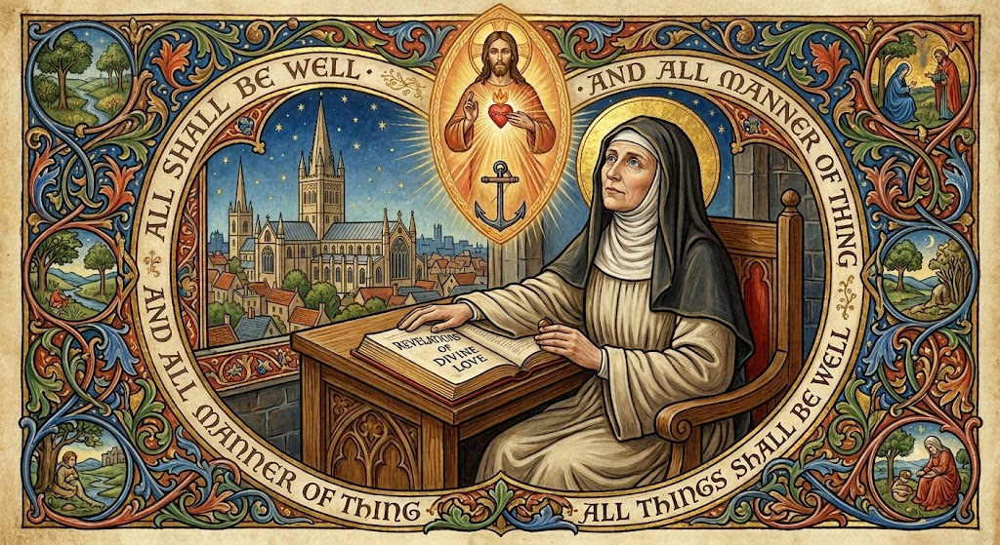 ALL SHALL BE WELL ·
· AND ALL MANNER OF THING
AND ALL MANNER OF THING
ALL THINGS SHALL BE WELL
REVELATIONS
OF
DIVINE
LOVE